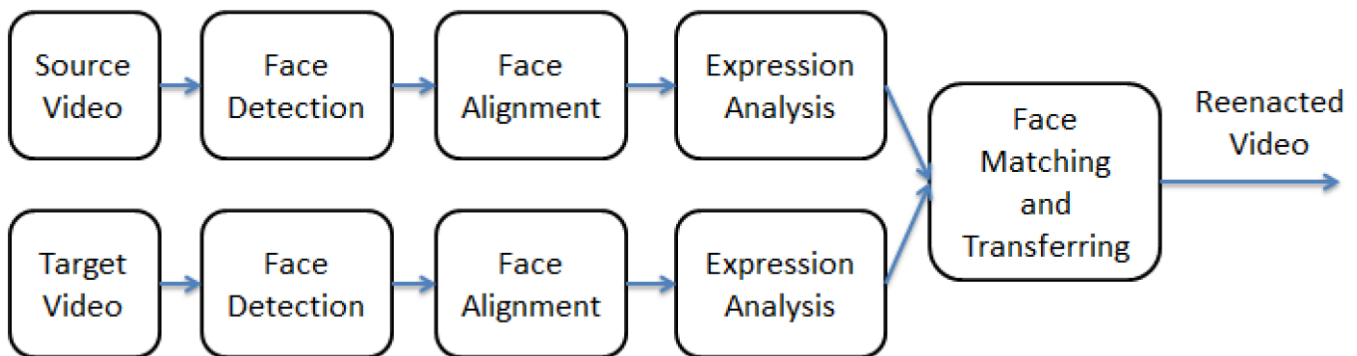 Source
Video
Face
Detection
Face
Alignment
Expression
Analysis
Target
Video
Face
Detection
Face
Alignment
Expression
Analysis
Face
Matching
and
Transferring
Reenacted
Video